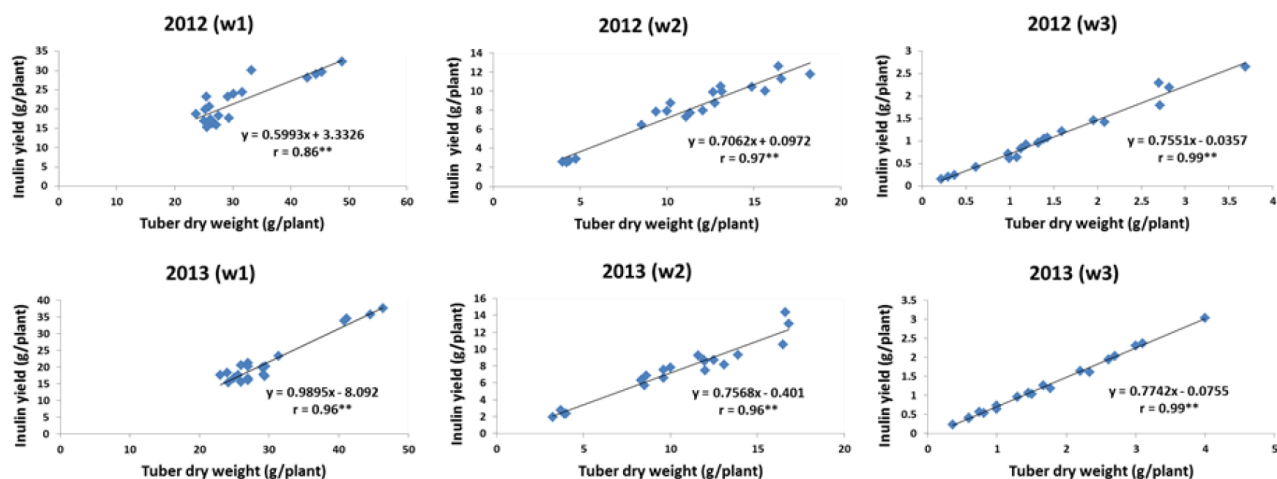 2012 (w1)
Inulin yield (g/plant)
35
30
25
20
15
10
5
0
y = 0.5993x + 3.3326
r = 0.86**
0 10 20 30 40 50 60
Tuber dry weight (g/plant)
2012 (w2)
Inulin yield (g/plant)
14
12
10
8
6
4
2
0
y = 0.7062x + 0.0972
r = 0.97**
0 5 10 15 20
Tuber dry weight (g/plant)
2012 (w3)
Inulin yield (g/plant)
3
2.5
2
1.5
1
0.5
0
y = 0.7551x - 0.0357
r = 0.99**
0 0.5 1 1.5 2 2.5 3 3.5 4
Tuber dry weight (g/plant)
2013 (w1)
Inulin yield (g/plant)
40
35
30
25
20
15
10
5
0
y = 0.9895x - 8.092
r = 0.96**
0 10 20 30 40 50
Tuber dry weight (g/plant)
2013 (w2)
Inulin yield (g/plant)
16
14
12
10
8
6
4
2
0
y = 0.7568x - 0.401
r = 0.96**
0 5 10 15 20
Tuber dry weight (g/plant)
2013 (w3)
Inulin yield (g/plant)
3.5
3
2.5
2
1.5
1
0.5
0
y = 0.7742x - 0.0755
r = 0.99**
0 1 2 3 4 5
Tuber dry weight (g/plant)